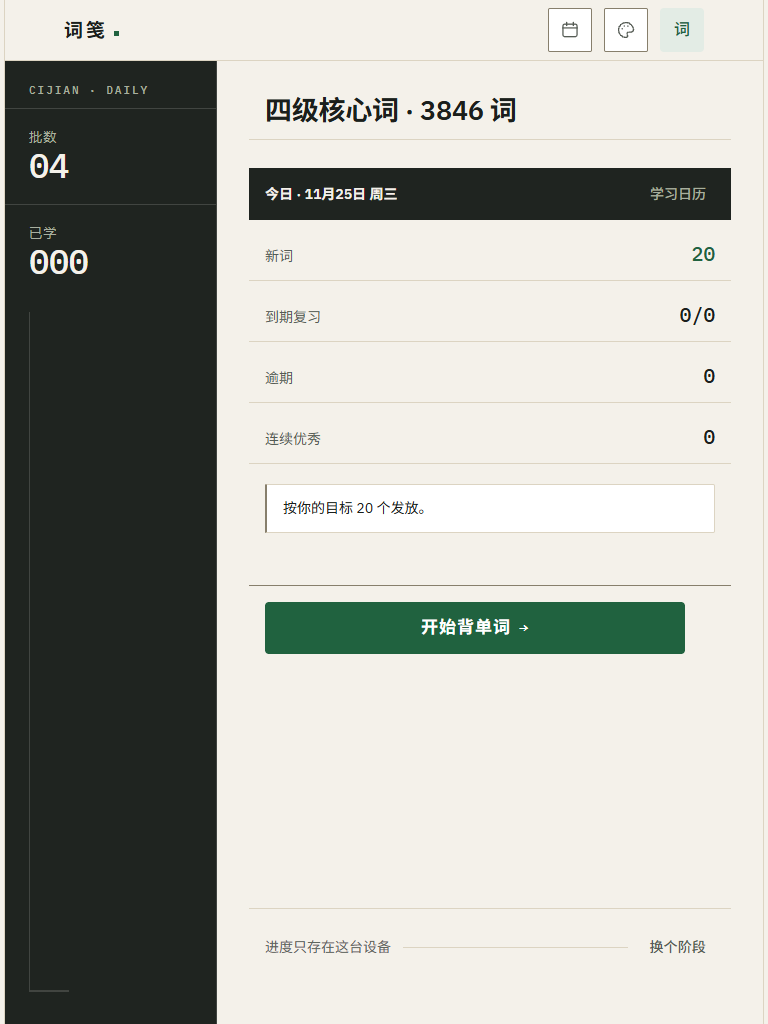 词笺
词
CIJIAN · DAILY
批数
04
已学
000
四级核心词 · 3846 词
今日 · 11月25日 周三
学习日历
新词
20
到期复习
0/0
逾期
0
连续优秀
0
按你的目标 20 个发放。
开始背单词 →
进度只存在这台设备
换个阶段